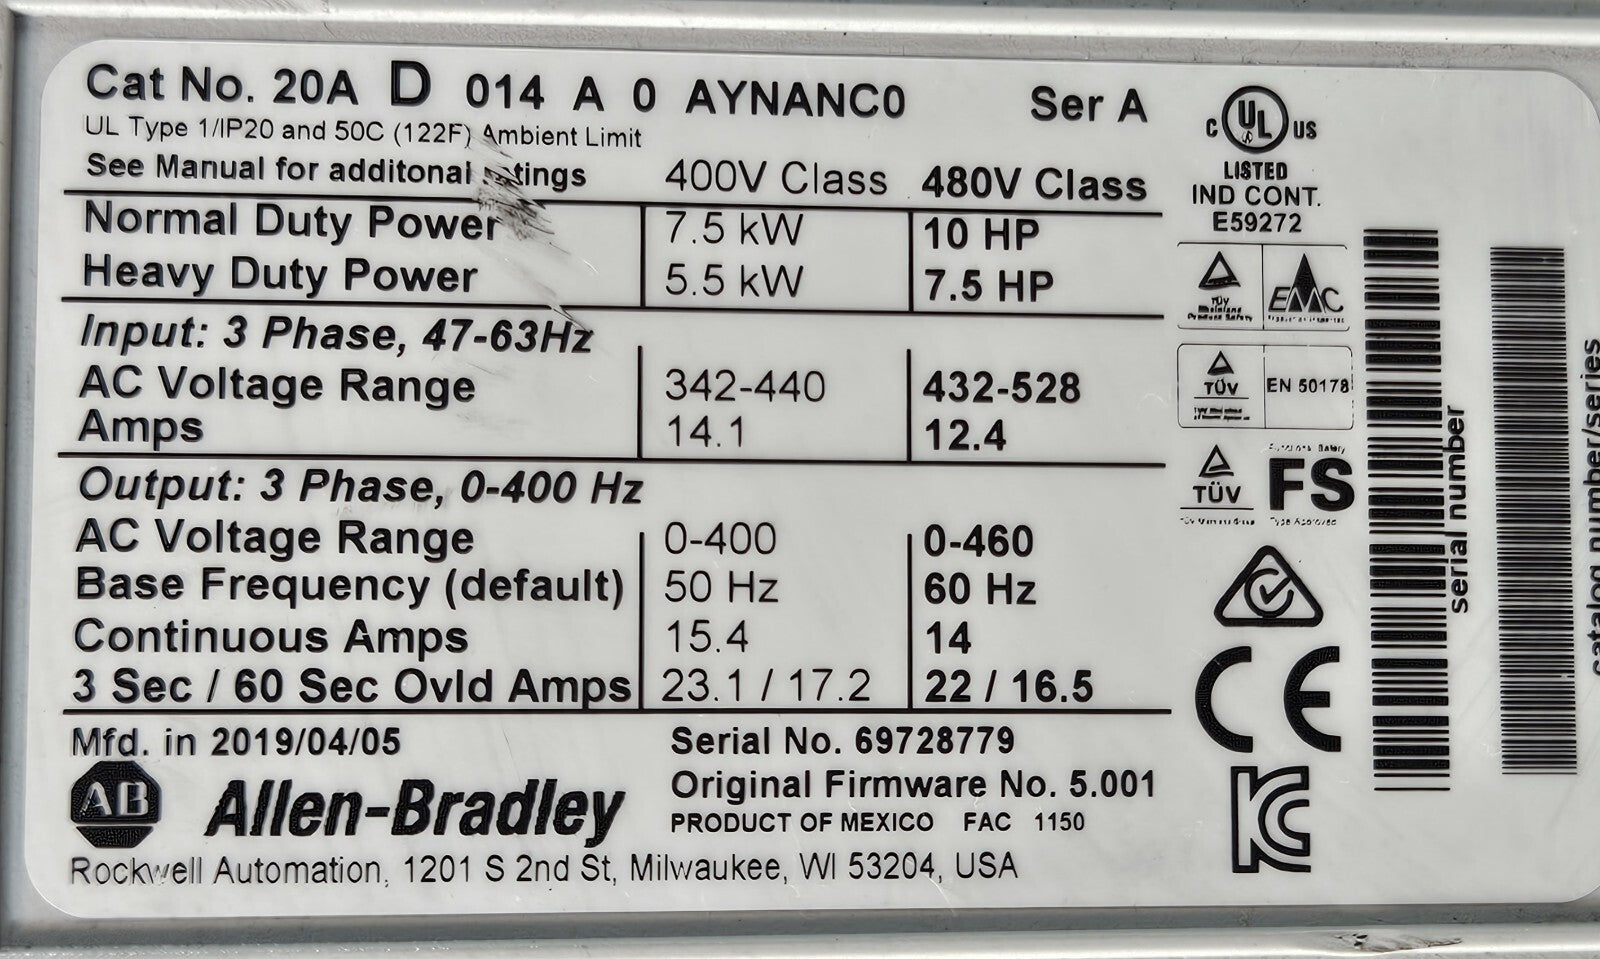 Cat No. 20A D 014 A 0 AYNANC0 Ser A
UL Type 1/IP20 and 50C (122F) Ambient Limit
See Manual for additonal 400V Class 480V Class
Normal Duty Power 7.5 kW 10 HP
Heavy Duty Power 5.5 kW 7.5 HP
Input: 3 Phase, 47-63Hz
AC Voltage Range 342-440 432-528
Amps 14.1 12.4
Output: 3 Phase, 0-400 Hz
AC Voltage Range 0-400 0-460
Base Frequency (default) 50 Hz 60 Hz
Continuous Amps 15.4 14
3 Sec / 60 Sec Ovld Amps 23.1 / 17.2 22 / 16.5
Mfd. in 2019/04/05 Serial No. 69728779
Original Firmware No. 5.001
AB Allen-Bradley
PRODUCT OF MEXICO FAC 1150
Rockwell Automation, 1201 S 2nd St, Milwaukee, WI 53204, USA
C UL US
LISTED
IND CONT.
E59272
TÜV EMC
TÜV EN 50178
TÜV FS
Type Approved
CE
serial number
catalog number/series